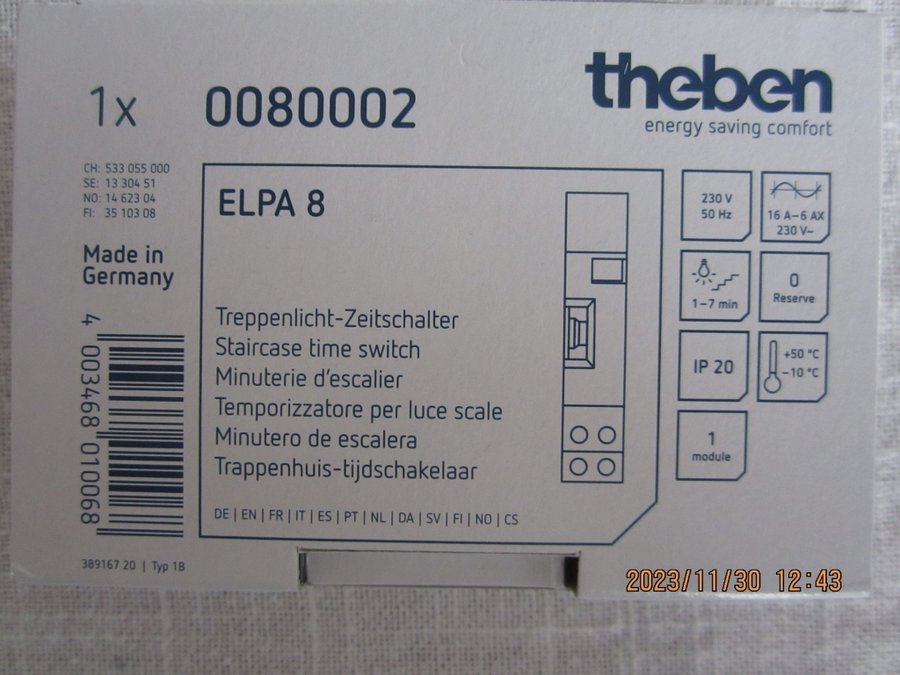 1x 0080002
theben
energy saving comfort
CH: 533 055 000
SE: 13 304 51
NO: 14 623 04
FI: 35 103 08
Made in
Germany
4 003468 010068
389167 20 | Typ 1B
ELPA 8
Treppenlicht-Zeitschalter
Staircase time switch
Minuterie d'escalier
Temporizzatore per luce scale
Minutero de escalera
Trappenhuis-tijdschakelaar
DE | EN | FR | IT | ES | PT | NL | DA | SV | FI | NO | CS
230 V
50 Hz
16 A – 6 AX
230 V~
1 – 7 min
0
Reserve
IP 20
+50 °C
–10 °C
1
module
2023/11/30 12:43